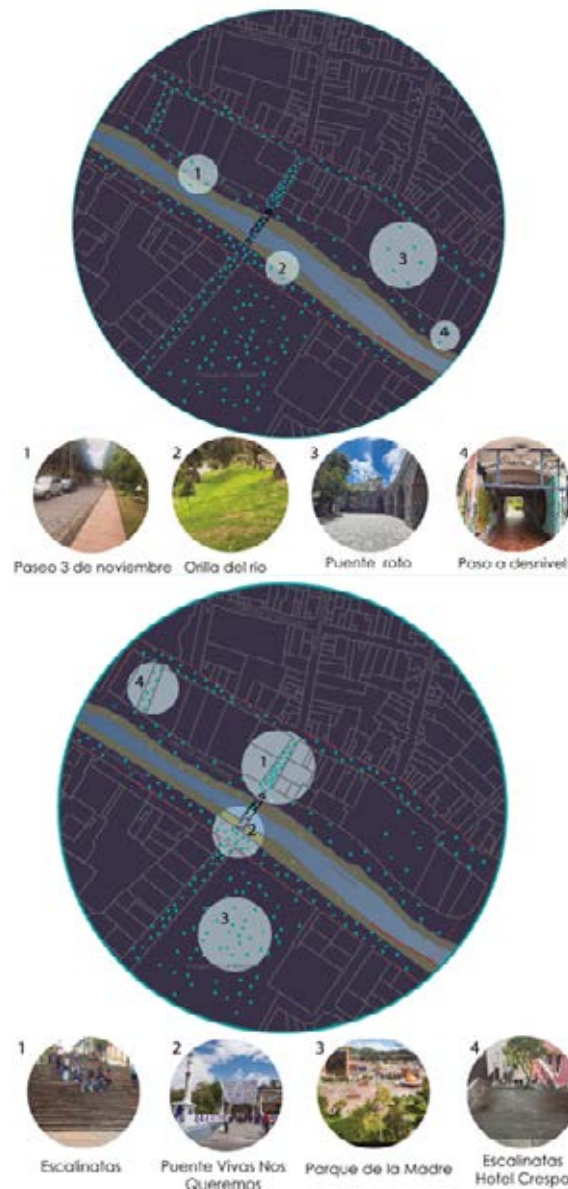 1
2
3
4
1
2
3
4
Paseo 3 de noviembre
Orilla del río
Puente roto
Paso a desnivel
4
1
2
3
1
2
3
4
Escalinatas
Puente Vivas Nos
Queremos
Parque de la Madre
Escalinatas
Hotel Crespo